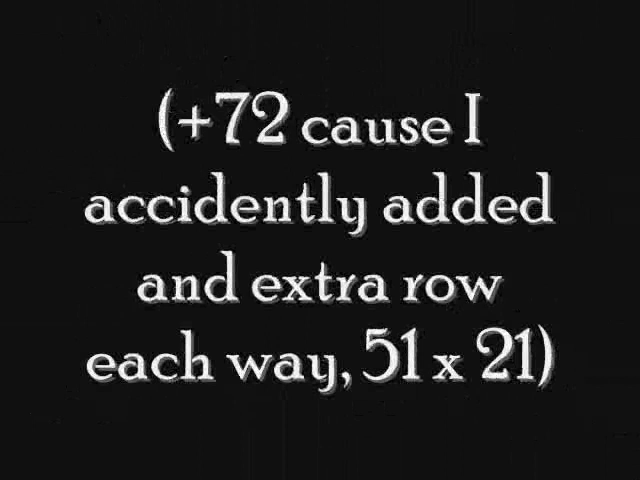 (+72 cause I
accidently added
and extra row
each way, 51 x 21)